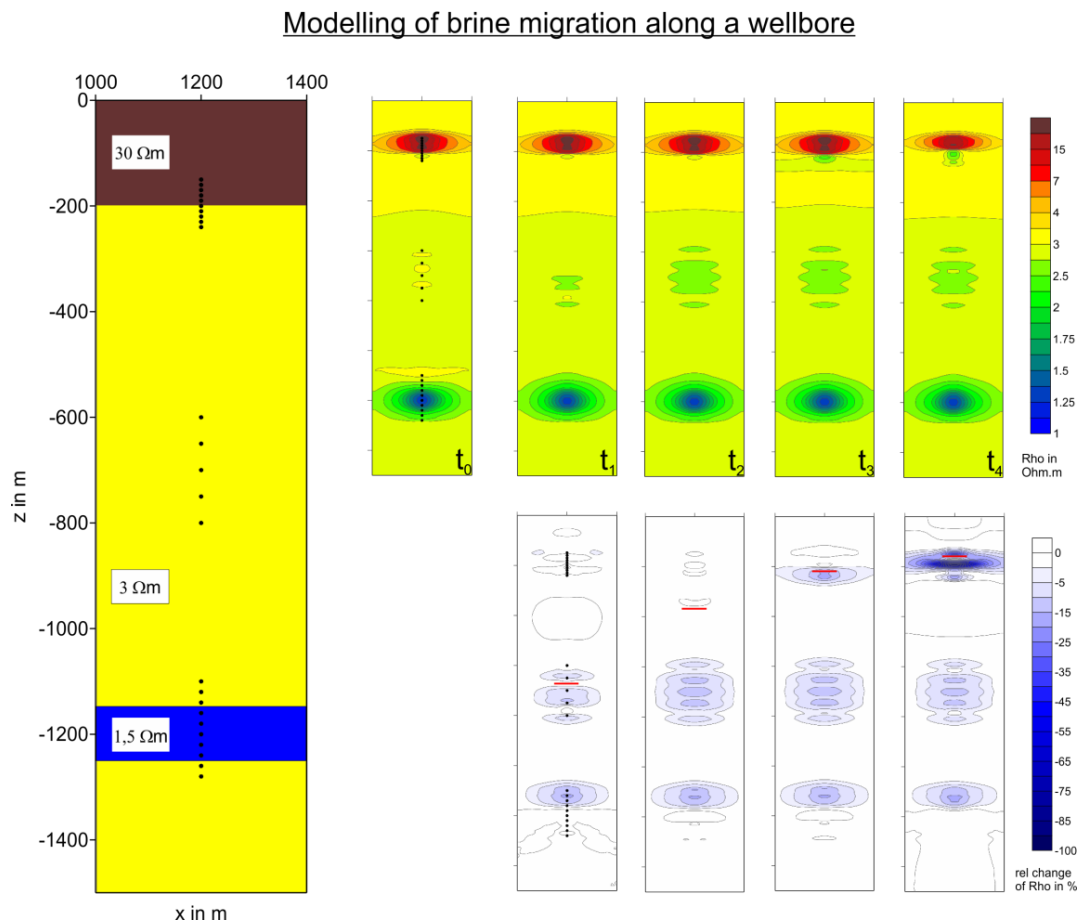 Modelling of brine migration along a wellbore
1000 1200 1400
0
-200
-400
-600
-800
-1000
-1200
-1400
z in m
x in m
30 Ωm
3 Ωm
1,5 Ωm
t0
t1
t2
t3
t4
15
7
5
4
3
2.5
2
1.75
1.5
1.25
1
Rho in
Ohm.m
0
-5
-15
-25
-35
-45
-55
-65
-75
-85
-100
rel change
of Rho in %